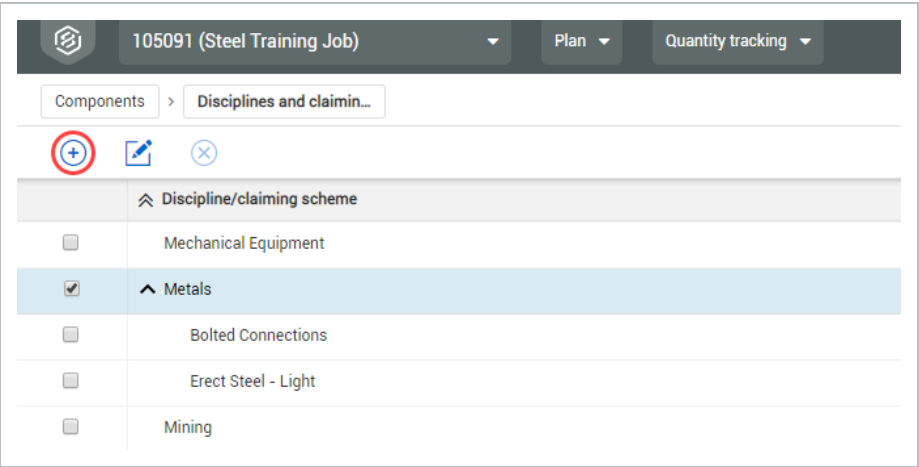 105091 (Steel Training Job) Plan Quantity tracking
Components > Disciplines and claimin...
Discipline/claiming scheme
Mechanical Equipment
Metals
Bolted Connections
Erect Steel - Light
Mining